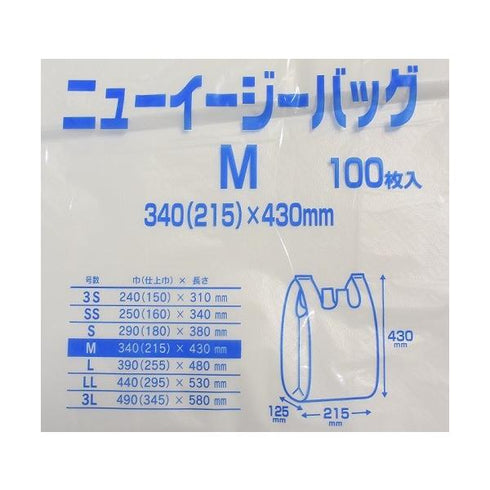 ニューイージーバッグ
M 100枚入
340(215)×430mm
号数 巾(仕上巾) × 長さ
3S 240(150) × 310 mm
SS 250(160) × 340 mm
S 290(180) × 380 mm
M 340(215) × 430 mm
L 390(255) × 480 mm
LL 440(295) × 530 mm
3L 490(345) × 580 mm
430 mm
125 mm
215 mm